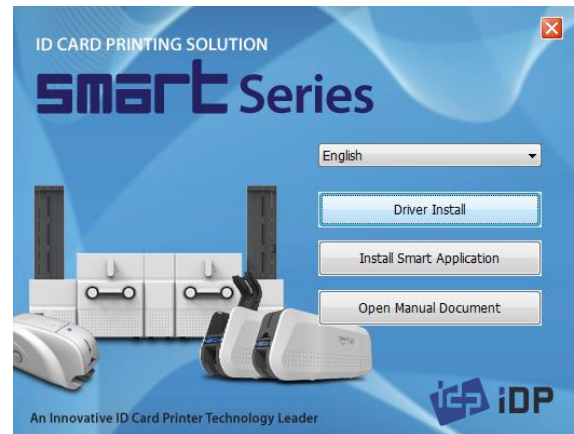 ID CARD PRINTING SOLUTION
smart Series
English
Driver Install
Install Smart Application
Open Manual Document
An Innovative ID Card Printer Technology Leader
iDP